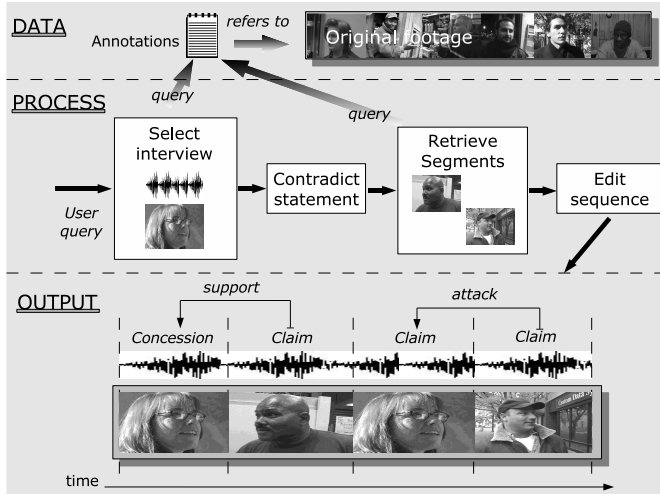 DATA
Annotations
refers to
Original footage
PROCESS
query
query
Select
interview
Contradict
statement
Retrieve
Segments
Edit
sequence
User
query
OUTPUT
support
attack
Concession
Claim
Claim
Claim
time